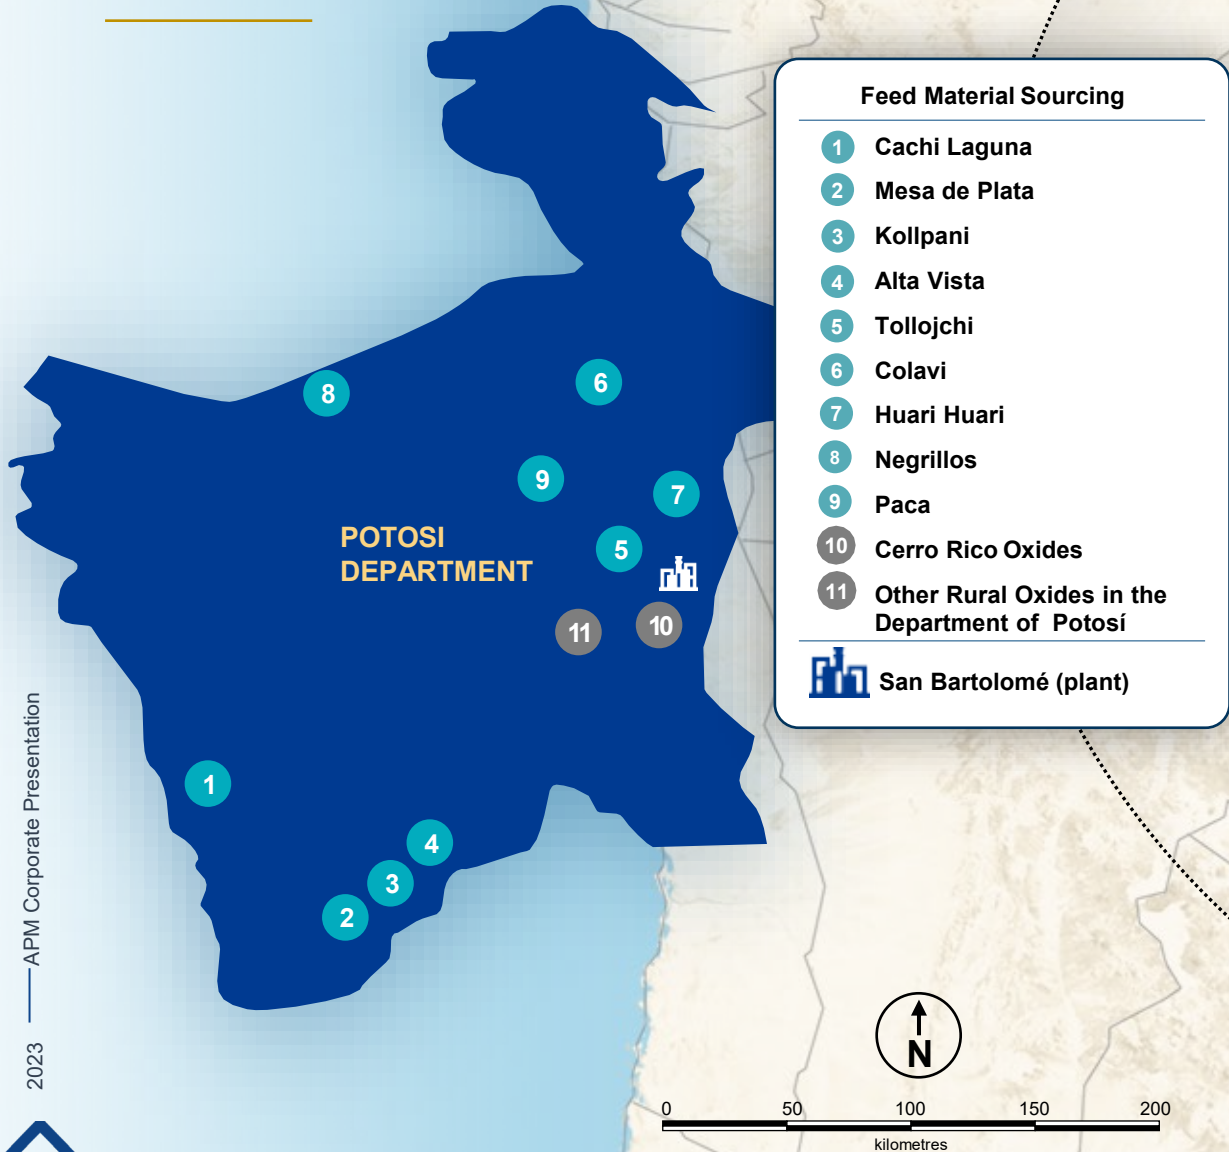 Feed Material Sourcing
1 Cachi Laguna
2 Mesa de Plata
3 Kollpani
4 Alta Vista
5 Tollojchi
6 Colavi
7 Huari Huari
8 Negrillos
9 Paca
10 Cerro Rico Oxides
11 Other Rural Oxides in the
Department of Potosí
San Bartolomé (plant)
8
6
9
7
POTOSI
DEPARTMENT
5
11
10
1
4
3
2
N
0 50 100 150 200
kilometres
2023 APM Corporate Presentation